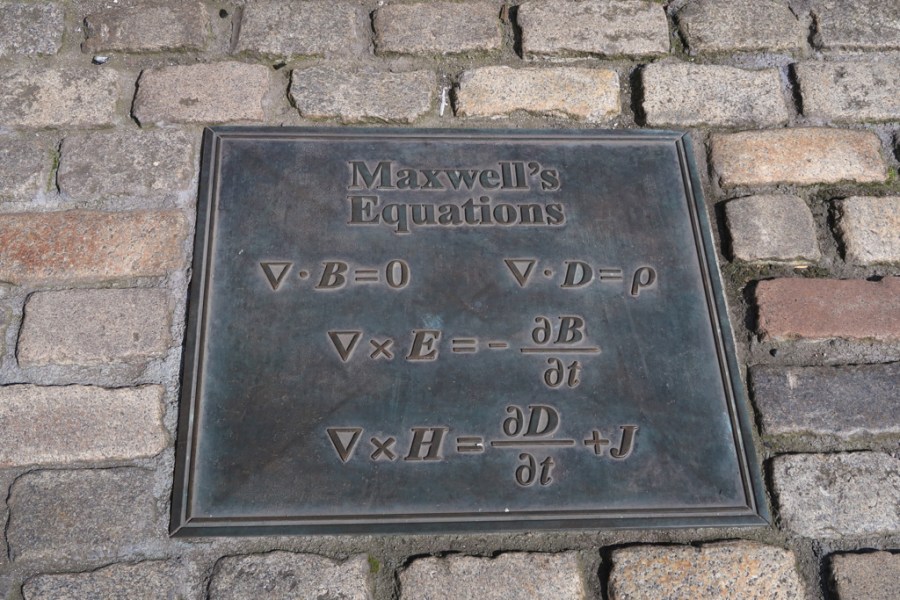 Maxwell's
Equations
∇·B=0 ∇·D=ρ
∇×E=-∂B/∂t
∇×H=∂D/∂t+J